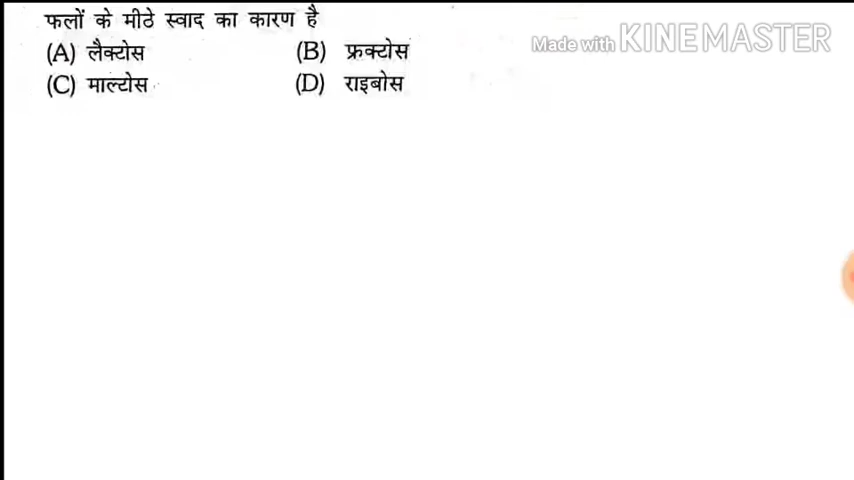 फलों के मीठे स्वाद का कारण है
(A) लैक्टोस (B) फ्रक्टोस
(C) माल्टोस (D) राइबोस
Made with KINEMASTER